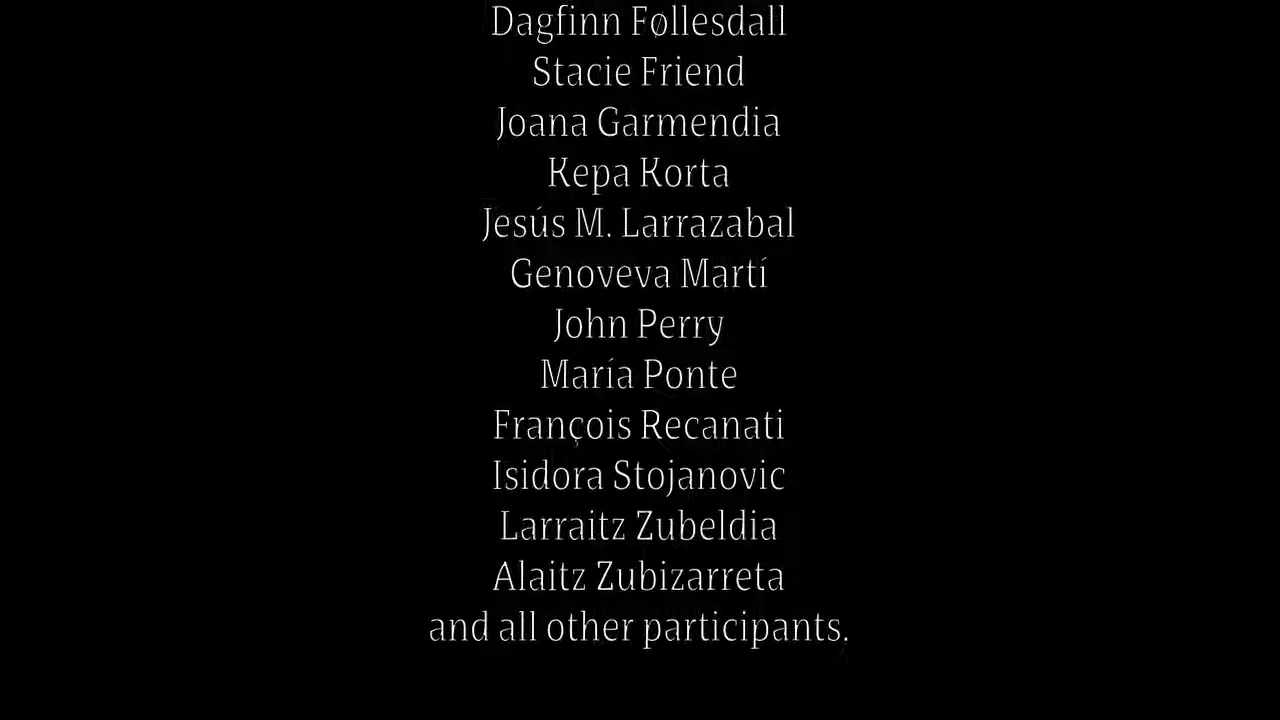 Dagfinn Føllesdall
Stacie Friend
Joana Garmendia
Kepa Korta
Jesús M. Larrazabal
Genoveva Martí
John Perry
María Ponte
François Recanati
Isidora Stojanovic
Larraitz Zubeldia
Alaitz Zubizarreta
and all other participants.